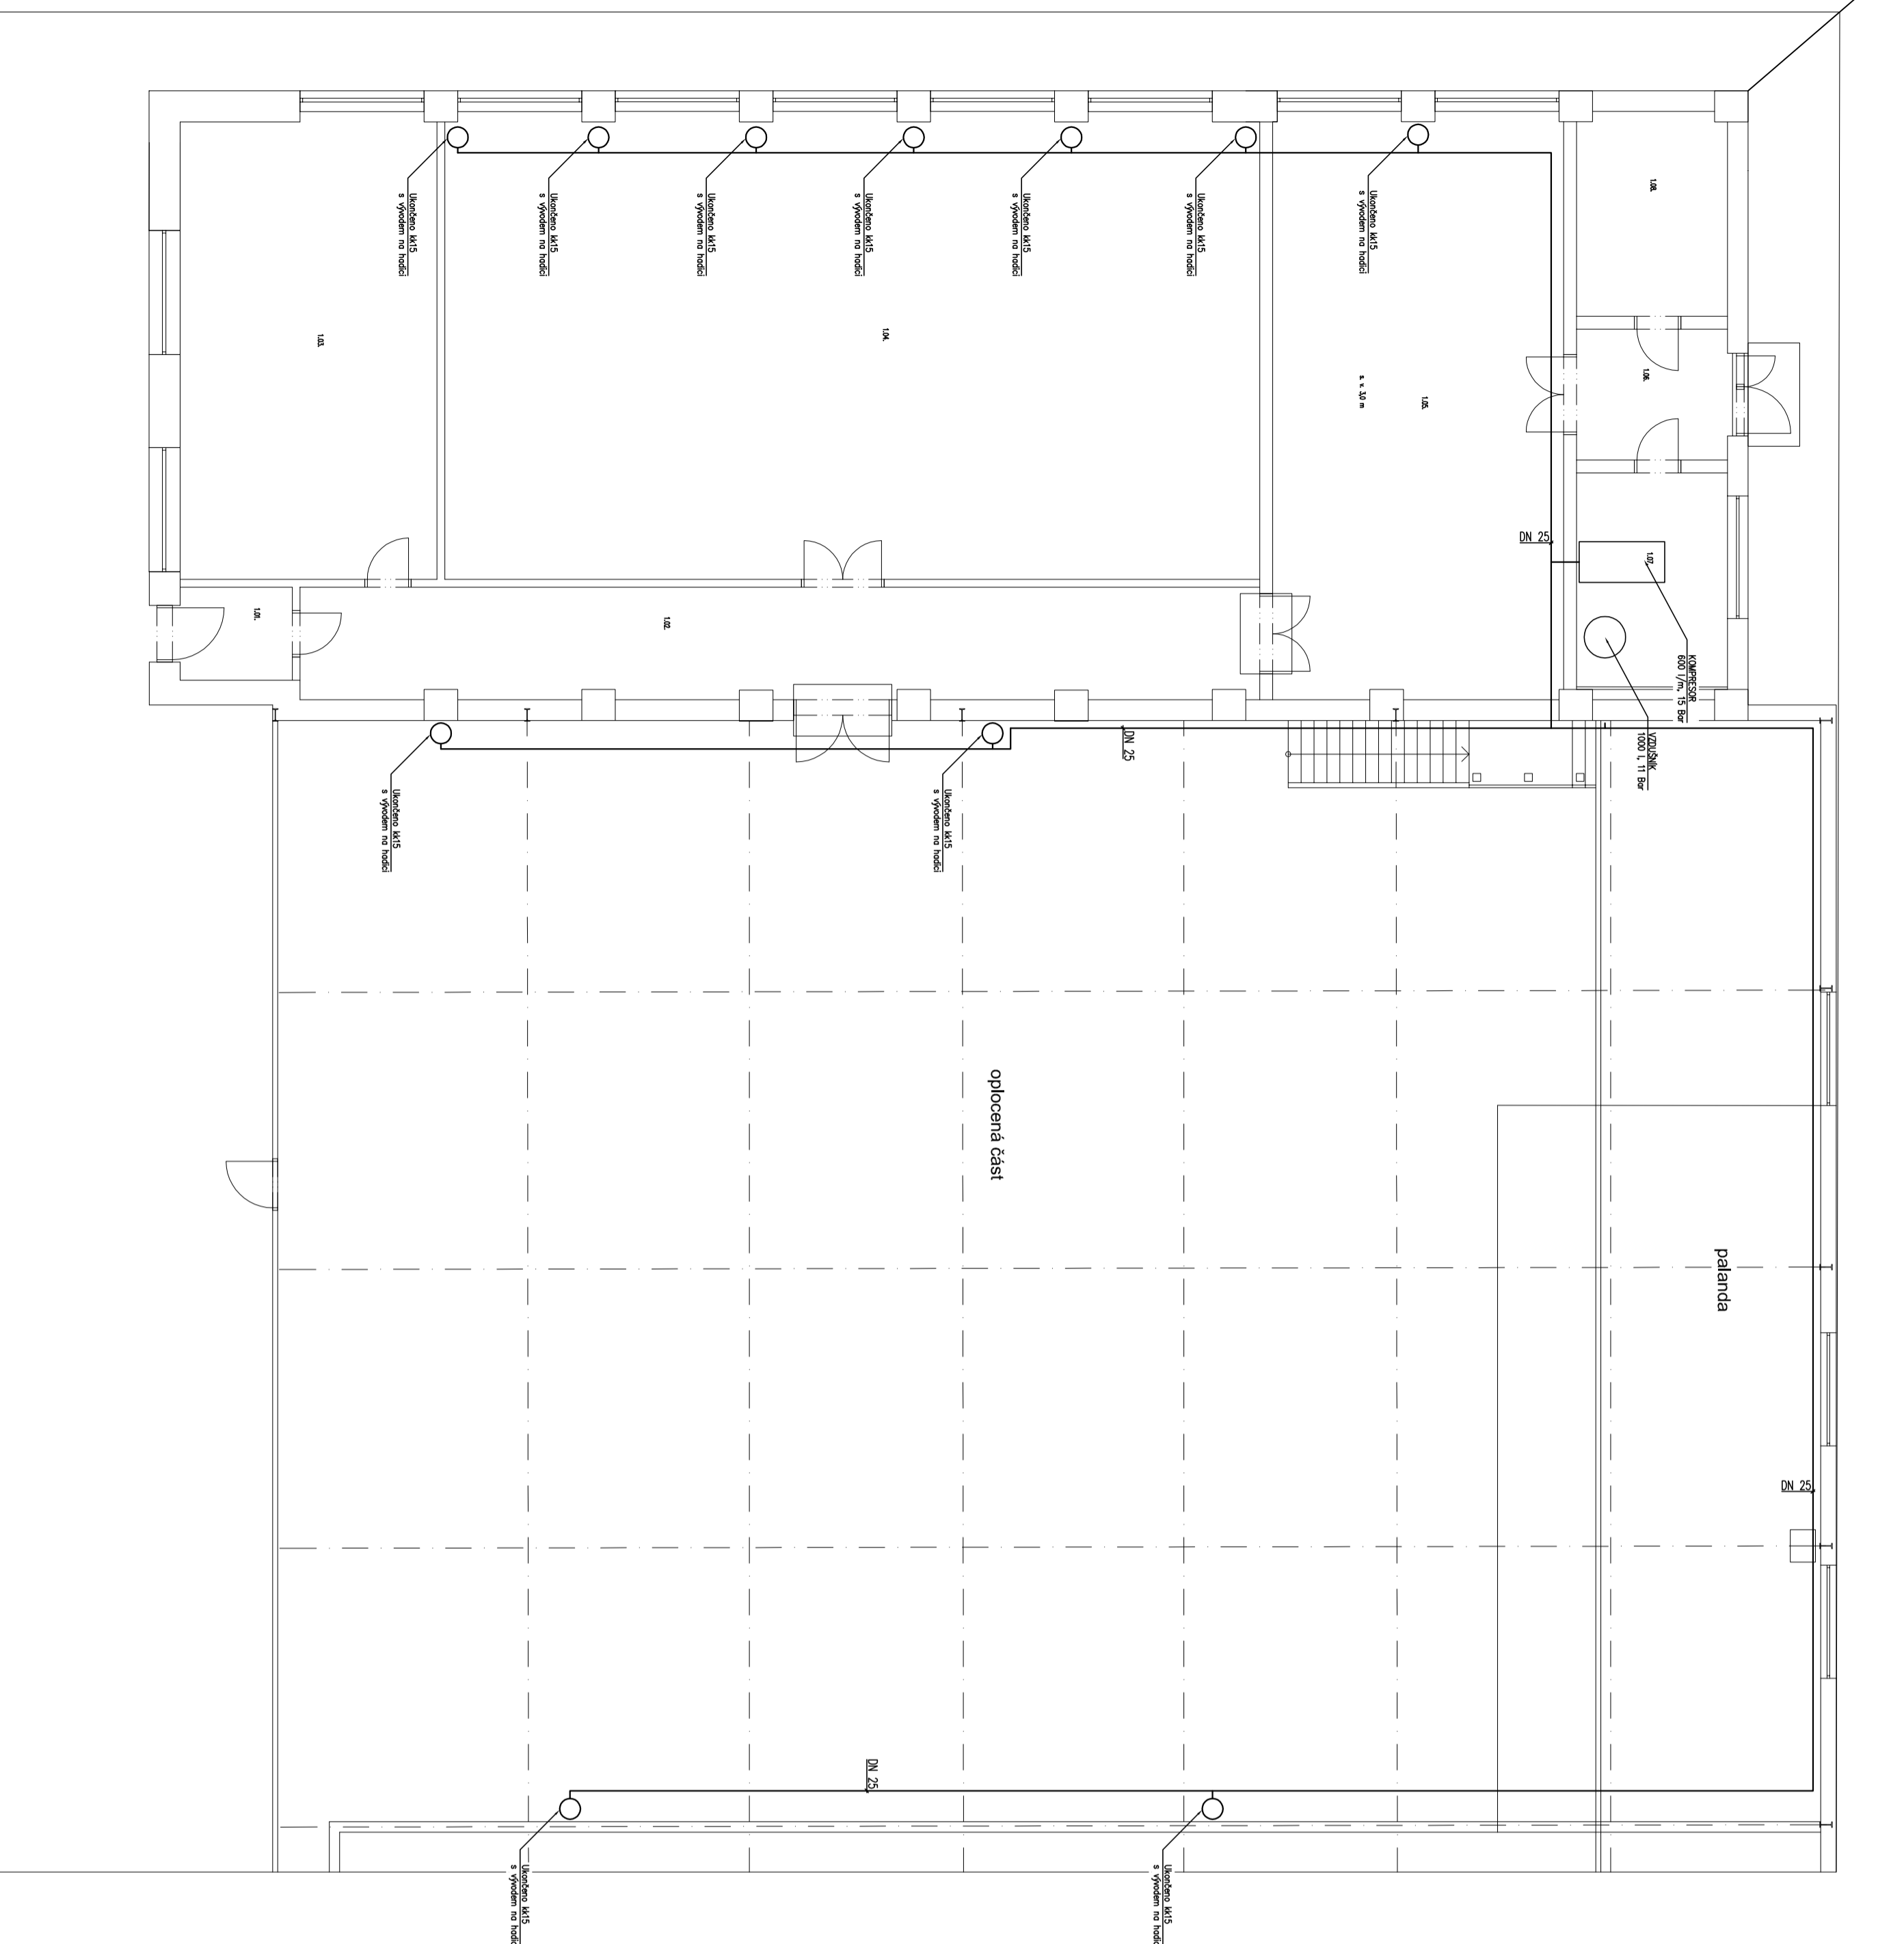 Ukončeno kk15
s vývodem na hadici
Ukončeno kk15
s vývodem na hadici
Ukončeno kk15
s vývodem na hadici
Ukončeno kk15
s vývodem na hadici
Ukončeno kk15
s vývodem na hadici
Ukončeno kk15
s vývodem na hadici
Ukončeno kk15
s vývodem na hadici
1.08.
1.03.
1.04.
s. v. 3,0 m
1.05.
1.06.
DN 25
1.07.
1.01.
1.02.
KOMPRESOR
600 l/m, 15 Bar
VZDUŠNÍK
1000 l, 11 Bar
DN 25
Ukončeno kk15
s vývodem na hadici
Ukončeno kk15
s vývodem na hadici
oplocená část
palanda
DN 25
DN 25
Ukončeno kk15
s vývodem na hadici
Ukončeno kk15
s vývodem na hadici